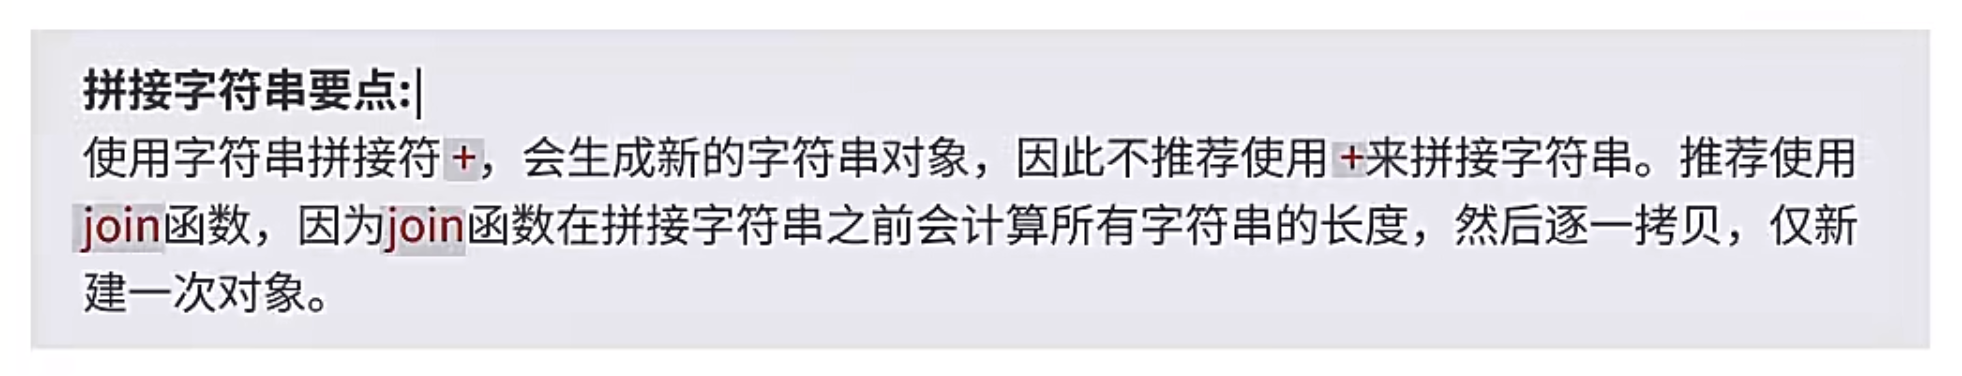 拼接字符串要点:
使用字符串拼接符 +，会生成新的字符串对象，因此不推荐使用 +来拼接字符串。推荐使用
join函数，因为join函数在拼接字符串之前会计算所有字符串的长度，然后逐一拷贝，仅新
建一次对象。